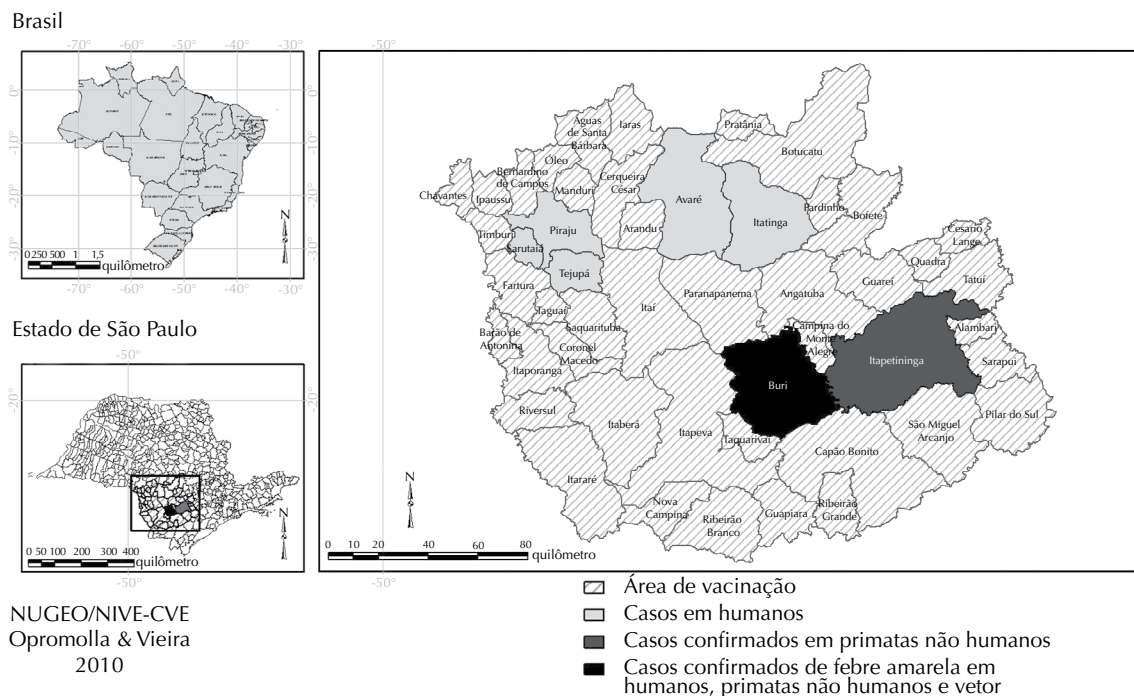 Brasil
-70° -60° -50° -40° -30°
0°
-10°
-20°
-30°
N
0 250 500 1 1,5
quilômetro
-70° -60° -50° -40° -30°
Estado de São Paulo
-50°
-20°
-20°
N
0 50 100 200 300 400
quilômetro
-50°
NUGEO/NIVE-CVE
Opromolla & Vieira
2010
-50°
Águas
de Santa
Bárbara
Iaras
Pratânia
Botucatu
Óleo
Bernardino
de Campos
Manduri
Cerqueira
César
Chavantes
Ipaussu
Avaré
Itatinga
Pardinho
Bofete
Timburi
Piraju
Arandu
Sarutaiá
Tejupá
Cesario
Lange
Quadra
Tatuí
Fartura
Taguaí
Itaí
Paranapanema
Angatuba
Guareí
Barão de
Antonina
Taquarituba
Coronel
Macedo
Campina do
Monte
Alegre
Alambari
Itapetininga
Sarapui
Itaporanga
Buri
Riversul
Itaberá
Itapeva
Taquarivaí
Capão Bonito
São Miguel
Arcanjo
Pilar do Sul
Itararé
Nova
Campina
Ribeirão
Branco
Guapiara
Ribeirão
Grande
N
0 10 20 40 60 80
quilômetro
-50°
Área de vacinação
Casos em humanos
Casos confirmados em primatas não humanos
Casos confirmados de febre amarela em
humanos, primatas não humanos e vetor